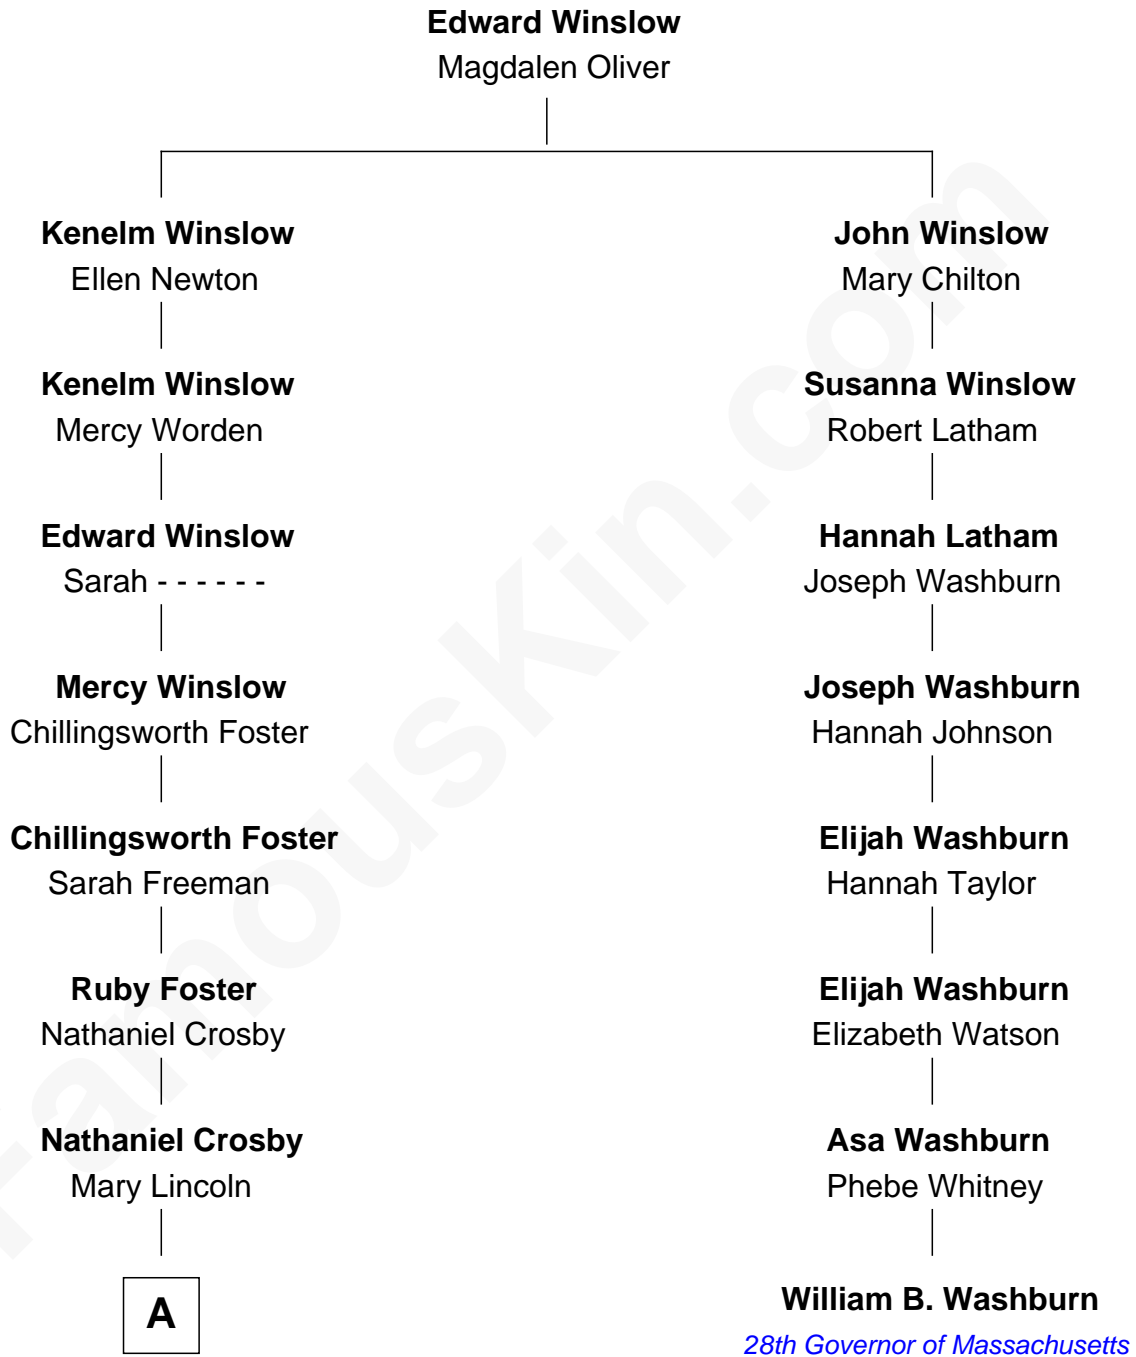 Edward Winslow
Magdalen Oliver
Kenelm Winslow
Ellen Newton
John Winslow
Mary Chilton
Kenelm Winslow
Mercy Worden
Susanna Winslow
Robert Latham
Edward Winslow
Sarah - - - - - -
Hannah Latham
Joseph Washburn
Mercy Winslow
Chillingsworth Foster
Joseph Washburn
Hannah Johnson
Chillingsworth Foster
Sarah Freeman
Elijah Washburn
Hannah Taylor
Ruby Foster
Nathaniel Crosby
Elijah Washburn
Elizabeth Watson
Nathaniel Crosby
Mary Lincoln
Asa Washburn
Phebe Whitney
A
William B. Washburn
28th Governor of Massachusetts
FamousKin.com